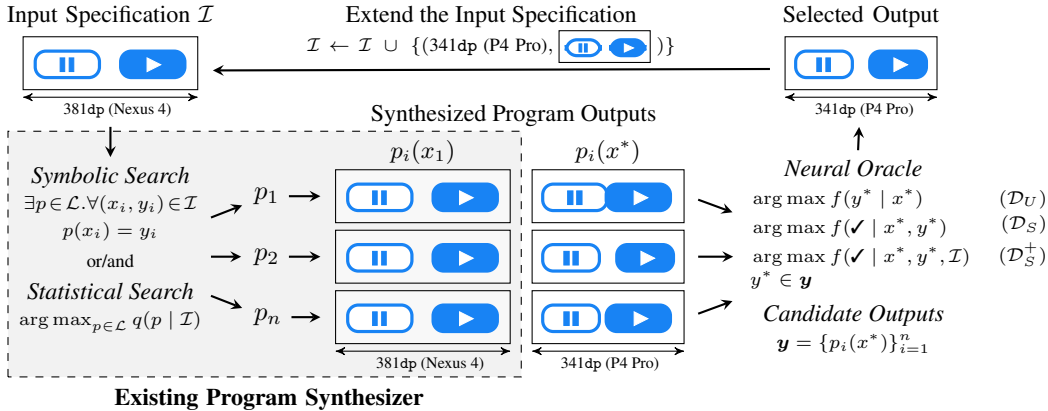 Input Specification ℐ
Extend the Input Specification
Selected Output
ℐ ← ℐ ∪ {(341dp (P4 Pro), )}
381dp (Nexus 4)
341dp (P4 Pro)
Synthesized Program Outputs
p_i(x_1)
p_i(x*)
Symbolic Search
∃p∈ℒ.∀(x_i, y_i)∈ℐ
p(x_i) = y_i
or/and
Statistical Search
arg max_{p∈ℒ} q(p | ℐ)
p_1
p_2
p_n
381dp (Nexus 4)
341dp (P4 Pro)
Neural Oracle
arg max f(y* | x*) (𝒟_U)
arg max f(✓ | x*, y*) (𝒟_S)
arg max f(✓ | x*, y*, ℐ) (𝒟_S^+)
y* ∈ 𝒚
Candidate Outputs
𝒚 = {p_i(x*)}_{i=1}^n
Existing Program Synthesizer